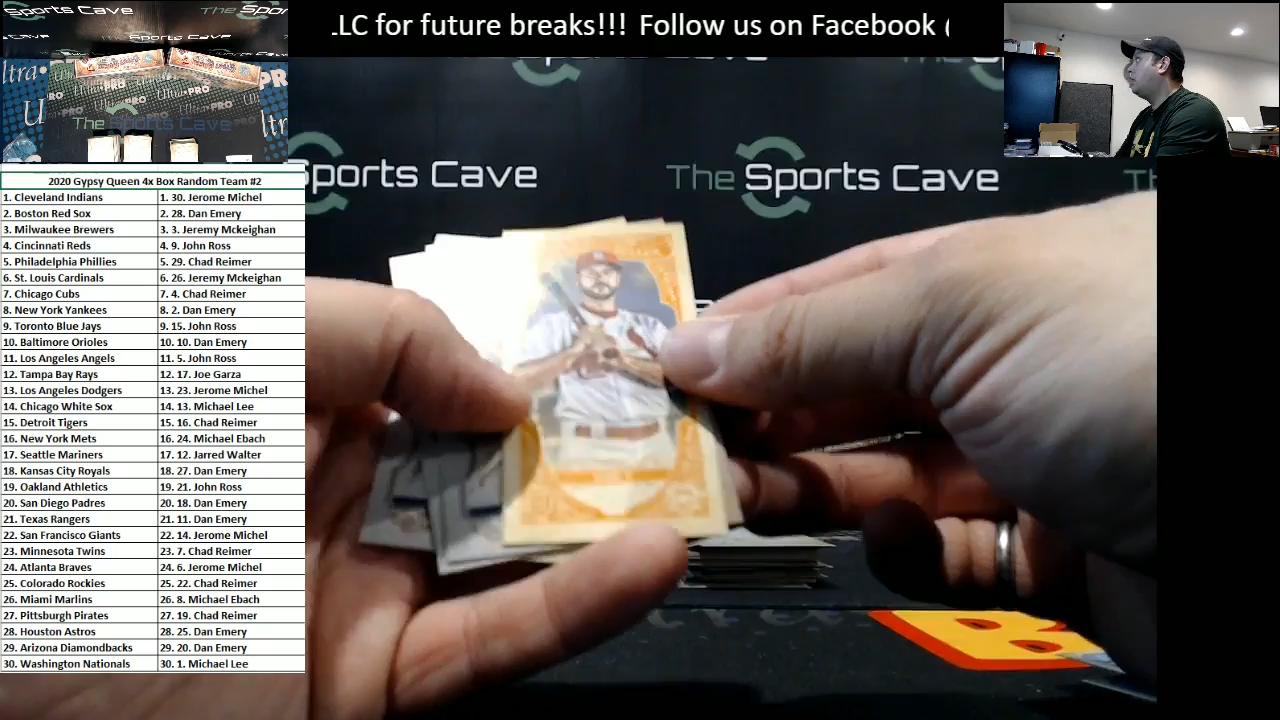 Sports Cave
The Spo
.LC for future breaks!!! Follow us on Facebook (
ltra
Ultra
PRO
Ultra PRO
The Sports Cave
ltr
Sports Cave
The Sports Cave
Th
2020 Gypsy Queen 4x Box Random Team #2
1. Cleveland Indians 1. 30. Jerome Michel
2. Boston Red Sox 2. 28. Dan Emery
3. Milwaukee Brewers 3. 3. Jeremy Mckeighan
4. Cincinnati Reds 4. 9. John Ross
5. Philadelphia Phillies 5. 29. Chad Reimer
6. St. Louis Cardinals 6. 26. Jeremy Mckeighan
7. Chicago Cubs 7. 4. Chad Reimer
8. New York Yankees 8. 2. Dan Emery
9. Toronto Blue Jays 9. 15. John Ross
10. Baltimore Orioles 10. 10. Dan Emery
11. Los Angeles Angels 11. 5. John Ross
12. Tampa Bay Rays 12. 17. Joe Garza
13. Los Angeles Dodgers 13. 23. Jerome Michel
14. Chicago White Sox 14. 13. Michael Lee
15. Detroit Tigers 15. 16. Chad Reimer
16. New York Mets 16. 24. Michael Ebach
17. Seattle Mariners 17. 12. Jarred Walter
18. Kansas City Royals 18. 27. Dan Emery
19. Oakland Athletics 19. 21. John Ross
20. San Diego Padres 20. 18. Dan Emery
21. Texas Rangers 21. 11. Dan Emery
22. San Francisco Giants 22. 14. Jerome Michel
23. Minnesota Twins 23. 7. Chad Reimer
24. Atlanta Braves 24. 6. Jerome Michel
25. Colorado Rockies 25. 22. Chad Reimer
26. Miami Marlins 26. 8. Michael Ebach
27. Pittsburgh Pirates 27. 19. Chad Reimer
28. Houston Astros 28. 25. Dan Emery
29. Arizona Diamondbacks 29. 20. Dan Emery
30. Washington Nationals 30. 1. Michael Lee